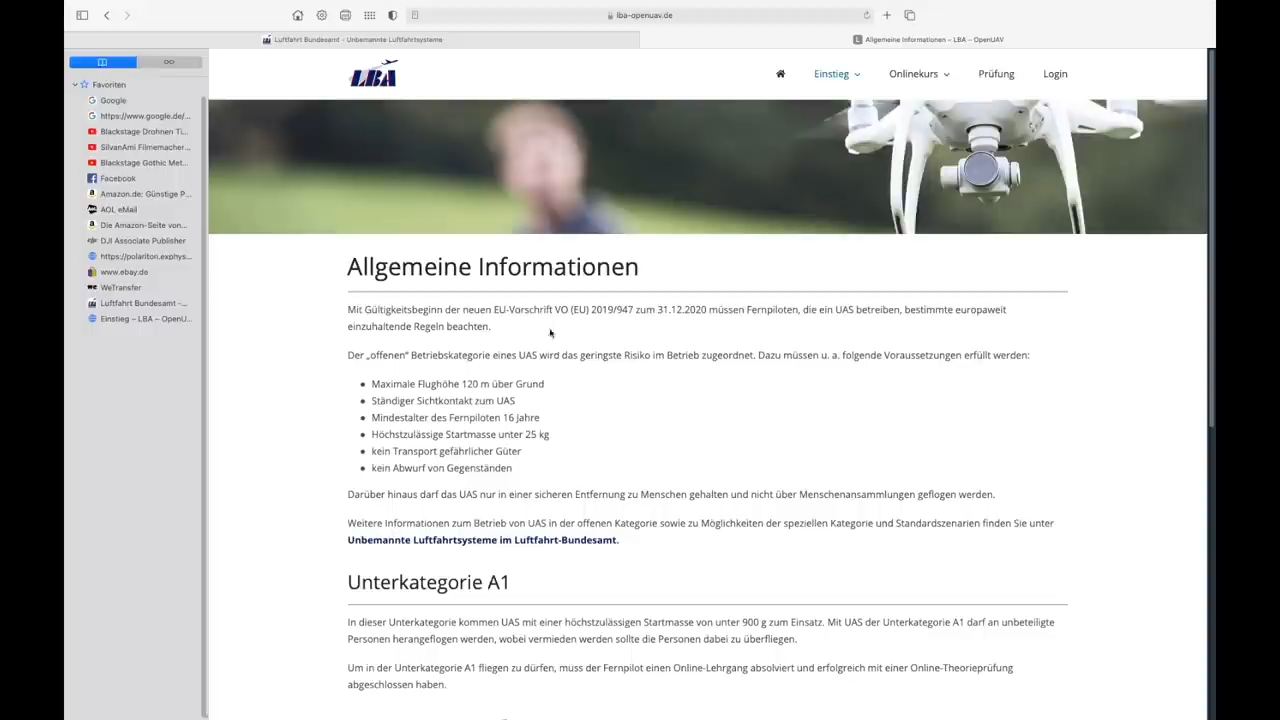 lba-openuav.de
Luftfahrt Bundesamt - Unbemannte Luftfahrtsysteme
L Allgemeine Informationen – LBA – OpenUAV
Favoriten
Google
https://www.google.de/...
Blackstage Drohnen Ti...
SilvanAmi Filmemacher...
Blackstage Gothic Met...
Facebook
Amazon.de: Günstige P...
AOL eMail
Die Amazon-Seite von...
DJI Associate Publisher
https://polariton.exphys...
www.ebay.de
WeTransfer
Luftfahrt Bundesamt -...
Einstieg – LBA – OpenU...
LBA
Einstieg Onlinekurs Prüfung Login
Allgemeine Informationen
Mit Gültigkeitsbeginn der neuen EU-Vorschrift VO (EU) 2019/947 zum 31.12.2020 müssen Fernpiloten, die ein UAS betreiben, bestimmte europaweit
einzuhaltende Regeln beachten.
Der „offenen" Betriebskategorie eines UAS wird das geringste Risiko im Betrieb zugeordnet. Dazu müssen u. a. folgende Voraussetzungen erfüllt werden:
• Maximale Flughöhe 120 m über Grund
• Ständiger Sichtkontakt zum UAS
• Mindestalter des Fernpiloten 16 Jahre
• Höchstzulässige Startmasse unter 25 kg
• kein Transport gefährlicher Güter
• kein Abwurf von Gegenständen
Darüber hinaus darf das UAS nur in einer sicheren Entfernung zu Menschen gehalten und nicht über Menschenansammlungen geflogen werden.
Weitere Informationen zum Betrieb von UAS in der offenen Kategorie sowie zu Möglichkeiten der speziellen Kategorie und Standardszenarien finden Sie unter
Unbemannte Luftfahrtsysteme im Luftfahrt-Bundesamt.
Unterkategorie A1
In dieser Unterkategorie kommen UAS mit einer höchstzulässigen Startmasse von unter 900 g zum Einsatz. Mit UAS der Unterkategorie A1 darf an unbeteiligte
Personen herangeflogen werden, wobei vermieden werden sollte die Personen dabei zu überfliegen.
Um in der Unterkategorie A1 fliegen zu dürfen, muss der Fernpilot einen Online-Lehrgang absolviert und erfolgreich mit einer Online-Theorieprüfung
abgeschlossen haben.